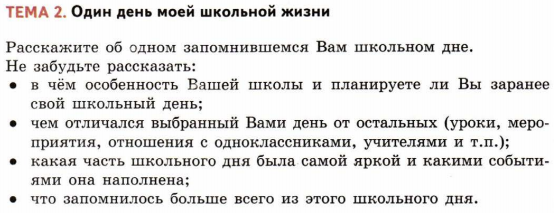 ТЕМА 2. Один день моей школьной жизни
Расскажите об одном запомнившемся Вам школьном дне.
Не забудьте рассказать:
• в чём особенность Вашей школы и планируете ли Вы заранее
свой школьный день;
• чем отличался выбранный Вами день от остальных (уроки, меро-
приятия, отношения с одноклассниками, учителями и т.п.);
• какая часть школьного дня была самой яркой и какими событи-
ями она наполнена;
• что запомнилось больше всего из этого школьного дня.